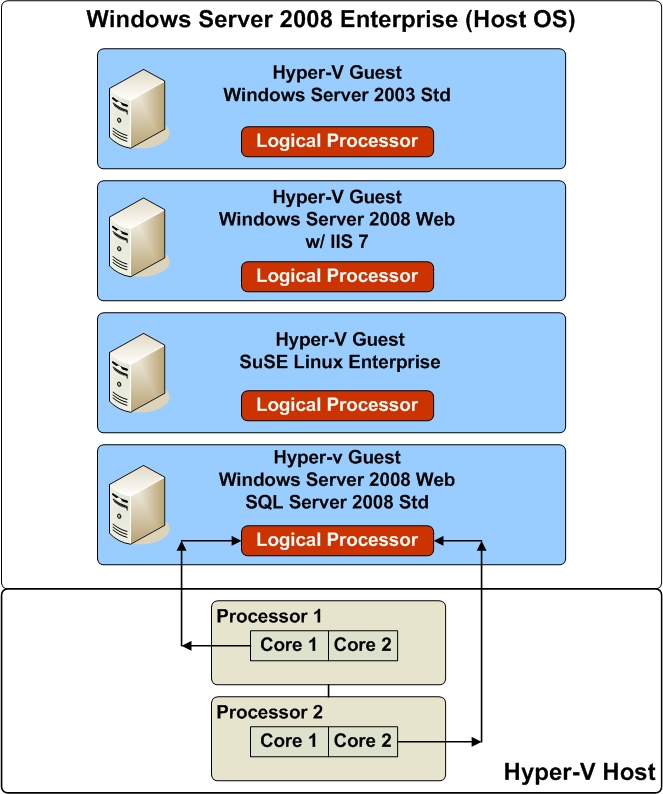 Windows Server 2008 Enterprise (Host OS)
Hyper-V Guest
Windows Server 2003 Std
Logical Processor
Hyper-V Guest
Windows Server 2008 Web
w/ IIS 7
Logical Processor
Hyper-V Guest
SuSE Linux Enterprise
Logical Processor
Hyper-v Guest
Windows Server 2008 Web
SQL Server 2008 Std
Logical Processor
Processor 1
Core 1 Core 2
Processor 2
Core 1 Core 2
Hyper-V Host